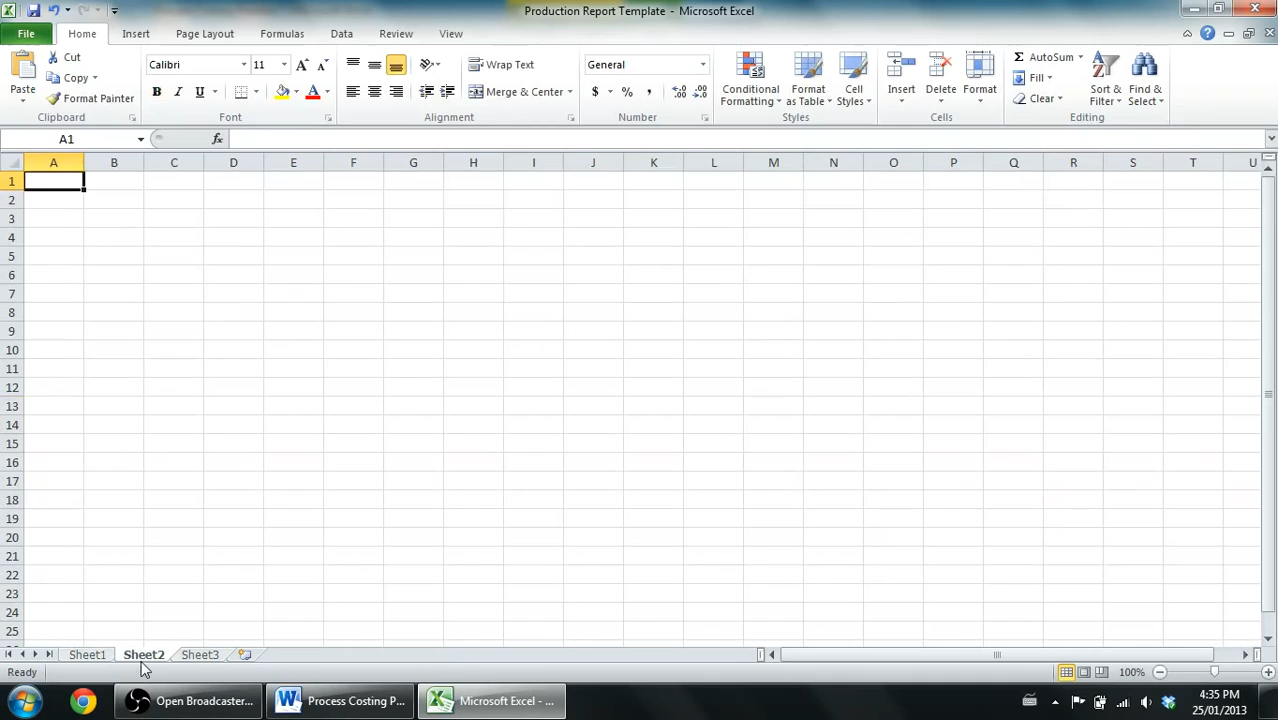 Production Report Template - Microsoft Excel
File Home Insert Page Layout Formulas Data Review View
Paste
Cut
Copy
Format Painter
Clipboard
Calibri 11
B I U
Font
Wrap Text
Merge & Center
Alignment
General
$ % ,
Number
Conditional Formatting
Format as Table
Cell Styles
Styles
Insert
Delete
Format
Cells
Σ AutoSum
Fill
Clear
Sort & Filter
Find & Select
Editing
A1 fx
A B C D E F G H I J K L M N O P Q R S T U
1
2
3
4
5
6
7
8
9
10
11
12
13
14
15
16
17
18
19
20
21
22
23
24
25
Sheet1 Sheet2 Sheet3
Ready 100%
Open Broadcaster... Process Costing P... Microsoft Excel - ...
4:35 PM
25/01/2013